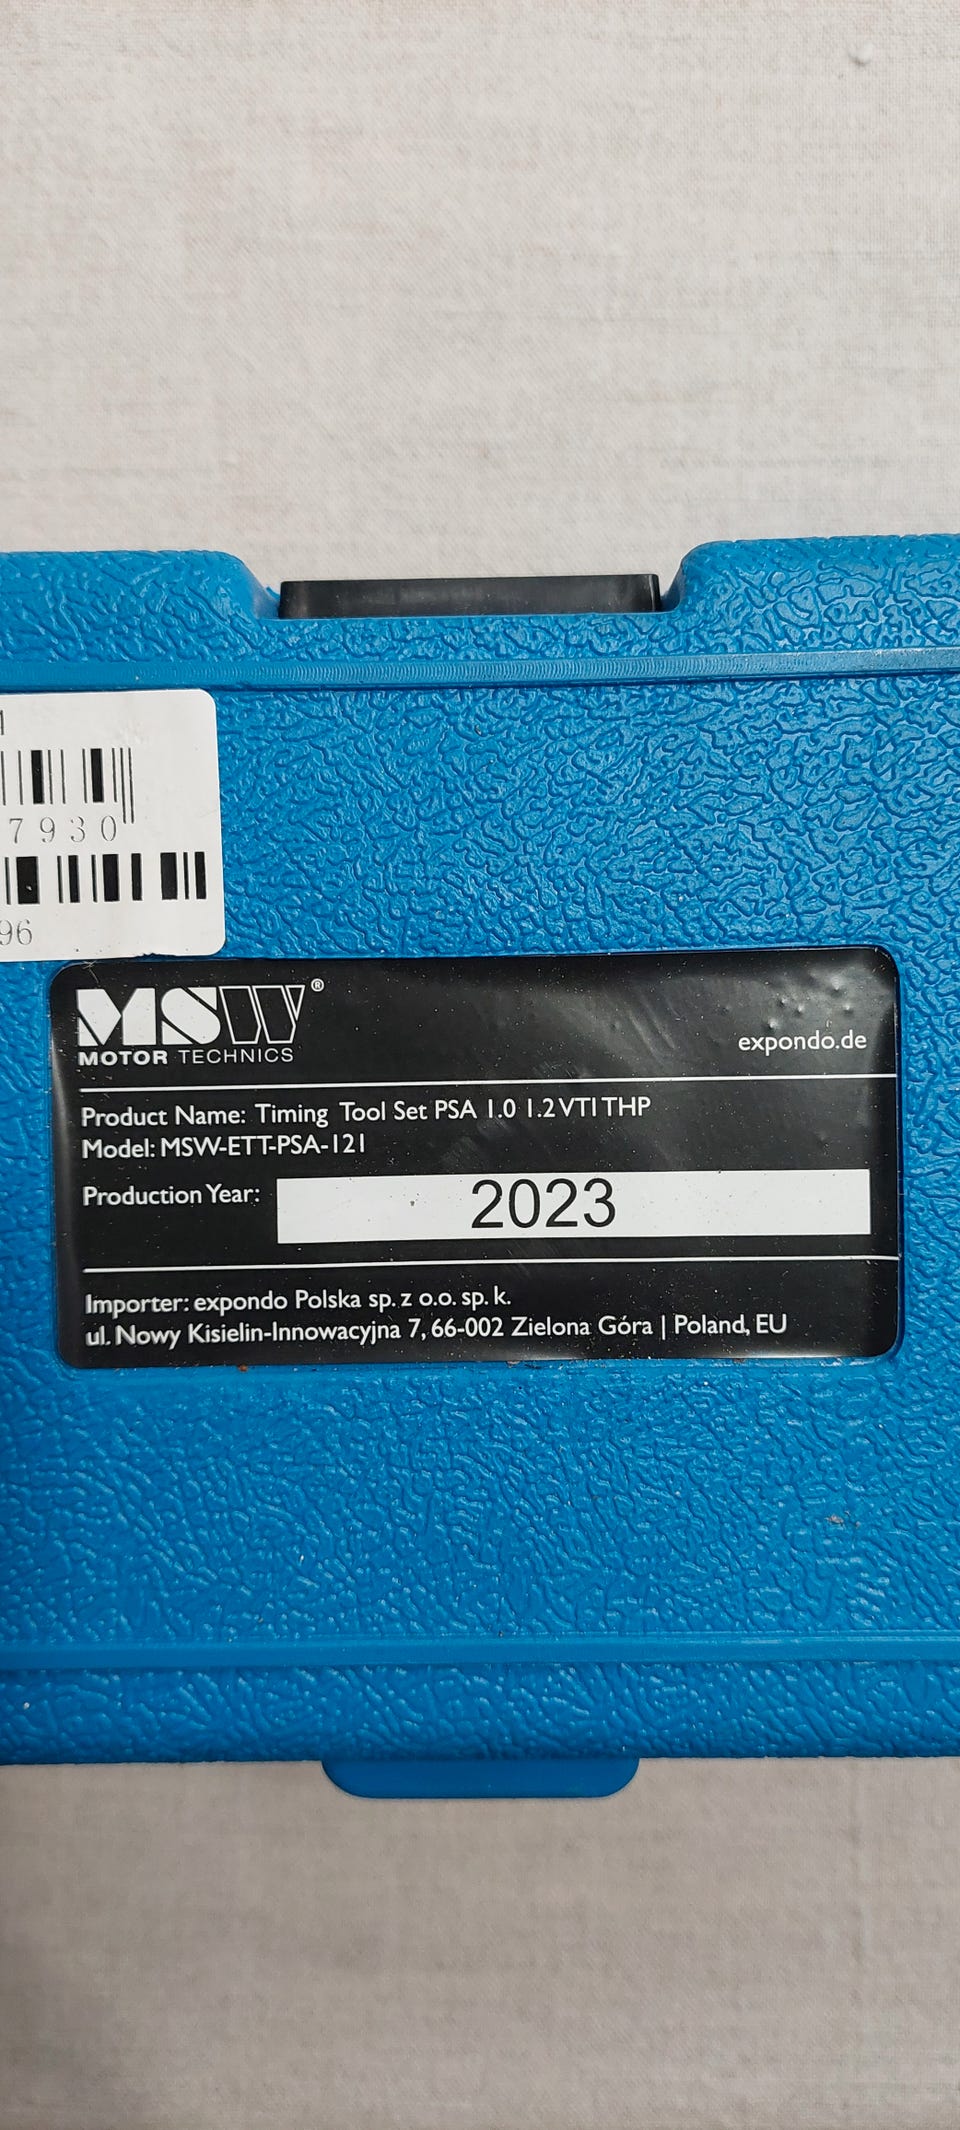 7930
96
MSW®
MOTOR TECHNICS
expondo.de
Product Name: Timing Tool Set PSA 1.0 1.2 VTI THP
Model: MSW-ETT-PSA-121
Production Year: 2023
Importer: expondo Polska sp. z o.o. sp. k.
ul. Nowy Kisielin-Innowacyjna 7, 66-002 Zielona Góra | Poland, EU